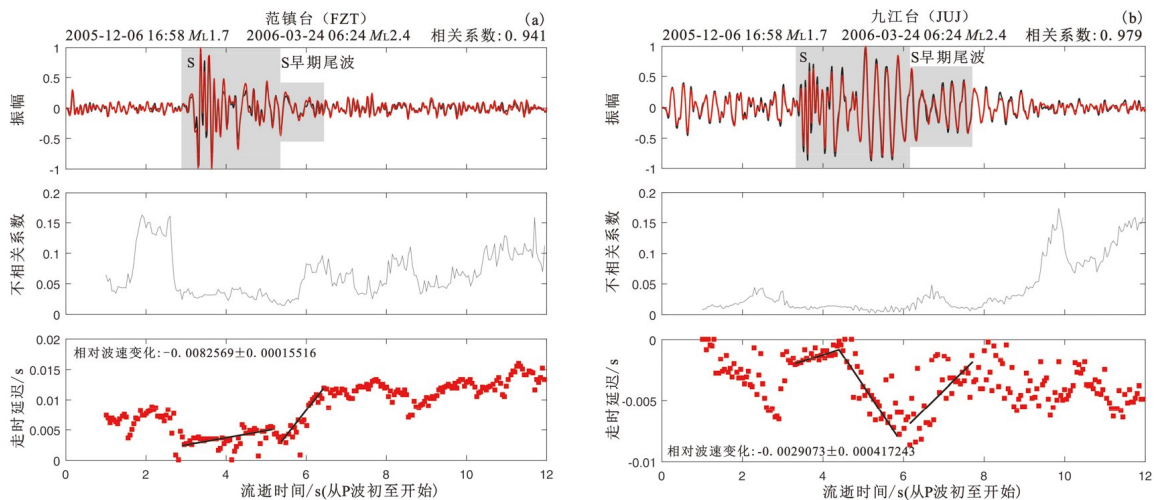 范镇台（FZT） (a)
2005-12-06 16:58 ML1.7 2006-03-24 06:24 ML2.4 相关系数:0.941
1
0.5
0
-0.5
-1
振幅
S
S早期尾波
0.2
0.15
0.1
0.05
0
不相关系数
0.02
0.015
0.01
0.005
0
走时延迟/s
相对波速变化:-0.0082569±0.00015516
0 2 4 6 8 10 12
流逝时间/s(从P波初至开始)
九江台（JUJ） (b)
2005-12-06 16:58 ML1.7 2006-03-24 06:24 ML2.4 相关系数:0.979
1
0.5
0
-0.5
-1
振幅
S
S早期尾波
0.2
0.15
0.1
0.05
0
不相关系数
0
-0.005
-0.01
走时延迟/s
相对波速变化:-0.0029073±0.000417243
0 2 4 6 8 10 12
流逝时间/s(从P波初至开始)